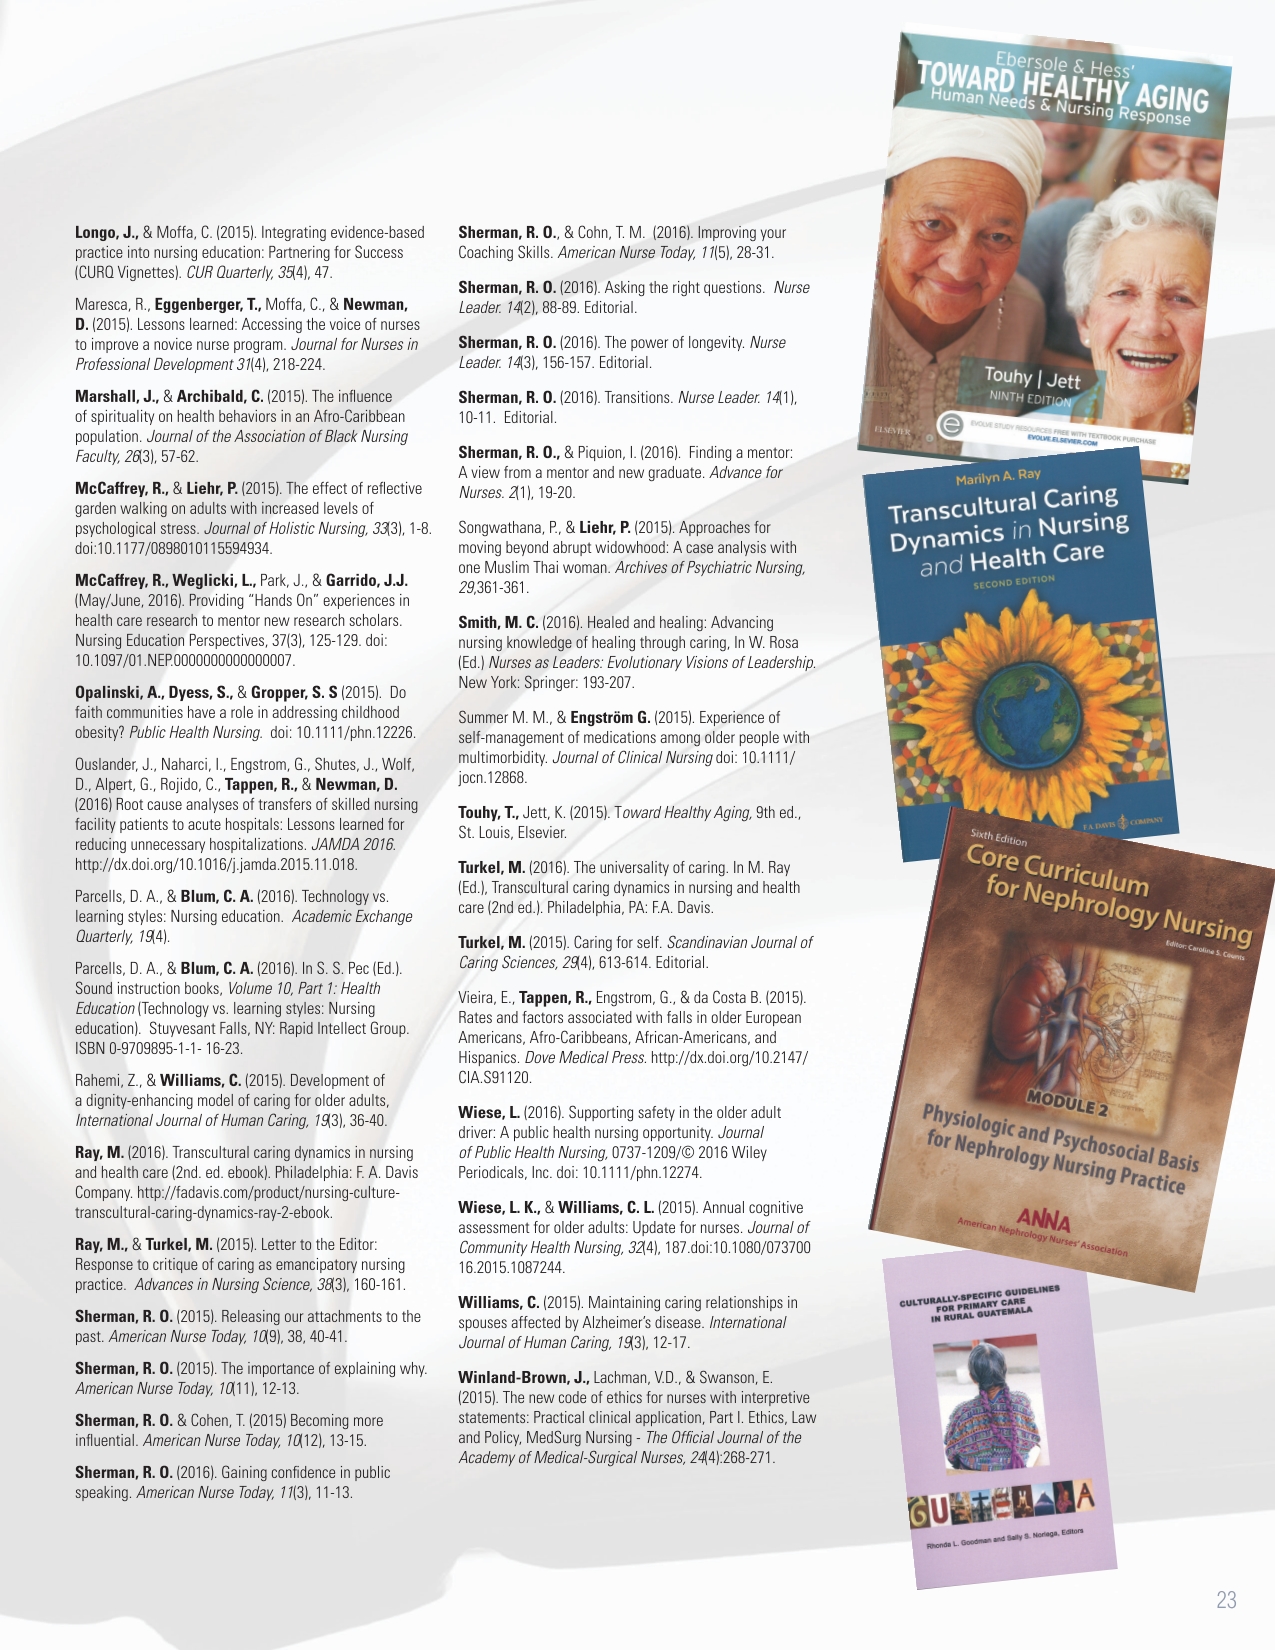 Longo, J., & Moffa, C. (2015). Integrating evidence-based
practice into nursing education: Partnering for Success
(CURQ Vignettes). CUR Quarterly, 35(4), 47.
Maresca, R., Eggenberger, T., Moffa, C., & Newman,
D. (2015). Lessons learned: Accessing the voice of nurses
to improve a novice nurse program. Journal for Nurses in
Professional Development 31(4), 218-224.
Marshall, J., & Archibald, C. (2015). The influence
of spirituality on health behaviors in an Afro-Caribbean
population. Journal of the Association of Black Nursing
Faculty, 26(3), 57-62.
McCaffrey, R., & Liehr, P. (2015). The effect of reflective
garden walking on adults with increased levels of
psychological stress. Journal of Holistic Nursing, 33(3), 1-8.
doi:10.1177/0898010115594934.
McCaffrey, R., Weglicki, L., Park, J., & Garrido, J.J.
(May/June, 2016). Providing “Hands On” experiences in
health care research to mentor new research scholars.
Nursing Education Perspectives, 37(3), 125-129. doi:
10.1097/01.NEP.0000000000000007.
Opalinski, A., Dyess, S., & Gropper, S. S (2015). Do
faith communities have a role in addressing childhood
obesity? Public Health Nursing. doi: 10.1111/phn.12226.
Ouslander, J., Naharci, I., Engstrom, G., Shutes, J., Wolf,
D., Alpert, G., Rojido, C., Tappen, R., & Newman, D.
(2016) Root cause analyses of transfers of skilled nursing
facility patients to acute hospitals: Lessons learned for
reducing unnecessary hospitalizations. JAMDA 2016.
http://dx.doi.org/10.1016/j.jamda.2015.11.018.
Parcells, D. A., & Blum, C. A. (2016). Technology vs.
learning styles: Nursing education. Academic Exchange
Quarterly, 19(4).
Parcells, D. A., & Blum, C. A. (2016). In S. S. Pec (Ed.).
Sound instruction books, Volume 10, Part 1: Health
Education (Technology vs. learning styles: Nursing
education). Stuyvesant Falls, NY: Rapid Intellect Group.
ISBN 0-9709895-1-1- 16-23.
Rahemi, Z., & Williams, C. (2015). Development of
a dignity-enhancing model of caring for older adults,
International Journal of Human Caring, 19(3), 36-40.
Ray, M. (2016). Transcultural caring dynamics in nursing
and health care (2nd. ed. ebook). Philadelphia: F. A. Davis
Company. http://fadavis.com/product/nursing-culture-
transcultural-caring-dynamics-ray-2-ebook.
Ray, M., & Turkel, M. (2015). Letter to the Editor:
Response to critique of caring as emancipatory nursing
practice. Advances in Nursing Science, 38(3), 160-161.
Sherman, R. O. (2015). Releasing our attachments to the
past. American Nurse Today, 10(9), 38, 40-41.
Sherman, R. O. (2015). The importance of explaining why.
American Nurse Today, 10(11), 12-13.
Sherman, R. O. & Cohen, T. (2015) Becoming more
influential. American Nurse Today, 10(12), 13-15.
Sherman, R. O. (2016). Gaining confidence in public
speaking. American Nurse Today, 11(3), 11-13.
Sherman, R. O., & Cohn, T. M. (2016). Improving your
Coaching Skills. American Nurse Today, 11(5), 28-31.
Sherman, R. O. (2016). Asking the right questions. Nurse
Leader. 14(2), 88-89. Editorial.
Sherman, R. O. (2016). The power of longevity. Nurse
Leader. 14(3), 156-157. Editorial.
Sherman, R. O. (2016). Transitions. Nurse Leader. 14(1),
10-11. Editorial.
Sherman, R. O., & Piquion, I. (2016). Finding a mentor:
A view from a mentor and new graduate. Advance for
Nurses. 2(1), 19-20.
Songwathana, P., & Liehr, P. (2015). Approaches for
moving beyond abrupt widowhood: A case analysis with
one Muslim Thai woman. Archives of Psychiatric Nursing,
29,361-361.
Smith, M. C. (2016). Healed and healing: Advancing
nursing knowledge of healing through caring, In W. Rosa
(Ed.) Nurses as Leaders: Evolutionary Visions of Leadership.
New York: Springer: 193-207.
Summer M. M., & Engström G. (2015). Experience of
self-management of medications among older people with
multimorbidity. Journal of Clinical Nursing doi: 10.1111/
jocn.12868.
Touhy, T., Jett, K. (2015). Toward Healthy Aging, 9th ed.,
St. Louis, Elsevier.
Turkel, M. (2016). The universality of caring. In M. Ray
(Ed.), Transcultural caring dynamics in nursing and health
care (2nd ed.). Philadelphia, PA: F.A. Davis.
Turkel, M. (2015). Caring for self. Scandinavian Journal of
Caring Sciences, 29(4), 613-614. Editorial.
Vieira, E., Tappen, R., Engstrom, G., & da Costa B. (2015).
Rates and factors associated with falls in older European
Americans, Afro-Caribbeans, African-Americans, and
Hispanics. Dove Medical Press. http://dx.doi.org/10.2147/
CIA.S91120.
Wiese, L. (2016). Supporting safety in the older adult
driver: A public health nursing opportunity. Journal
of Public Health Nursing, 0737-1209/© 2016 Wiley
Periodicals, Inc. doi: 10.1111/phn.12274.
Wiese, L. K., & Williams, C. L. (2015). Annual cognitive
assessment for older adults: Update for nurses. Journal of
Community Health Nursing, 32(4), 187.doi:10.1080/073700
16.2015.1087244.
Williams, C. (2015). Maintaining caring relationships in
spouses affected by Alzheimer’s disease. International
Journal of Human Caring, 19(3), 12-17.
Winland-Brown, J., Lachman, V.D., & Swanson, E.
(2015). The new code of ethics for nurses with interpretive
statements: Practical clinical application, Part I. Ethics, Law
and Policy, MedSurg Nursing - The Official Journal of the
Academy of Medical-Surgical Nurses, 24(4):268-271.
Ebersole & Hess’
TOWARD HEALTHY AGING
Human Needs & Nursing Response
Touhy | Jett
NINTH EDITION
ELSEVIER
e
EVOLVE STUDY RESOURCES FREE WITH TEXTBOOK PURCHASE
EVOLVE.ELSEVIER.COM
Marilyn A. Ray
Transcultural Caring
Dynamics in Nursing
and Health Care
SECOND EDITION
F.A. DAVIS COMPANY
Sixth Edition
Core Curriculum
for Nephrology Nursing
Editor: Caroline S. Counts
MODULE 2
Physiologic and Psychosocial Basis
for Nephrology Nursing Practice
ANNA
American Nephrology Nurses’ Association
CULTURALLY-SPECIFIC GUIDELINES
FOR PRIMARY CARE
IN RURAL GUATEMALA
GUATEMALA
Rhonda L. Goodman and Sally S. Noriega, Editors
23